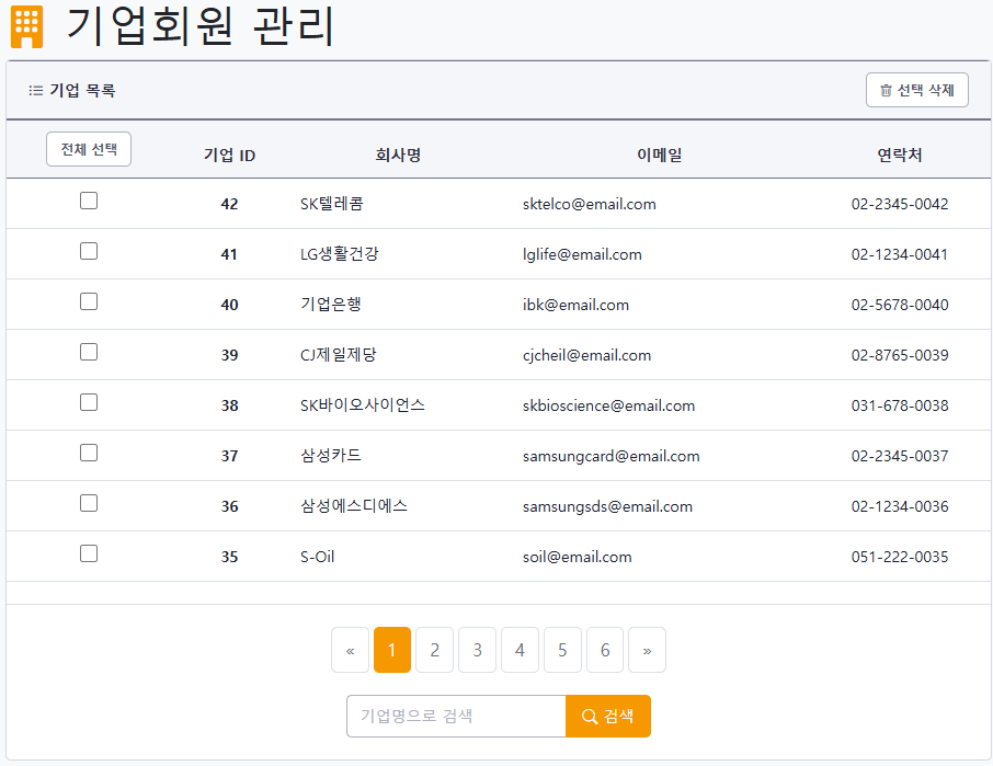 기업회원 관리
기업 목록 선택 삭제
전체 선택 기업 ID 회사명 이메일 연락처
42 SK텔레콤 sktelco@email.com 02-2345-0042
41 LG생활건강 lglife@email.com 02-1234-0041
40 기업은행 ibk@email.com 02-5678-0040
39 CJ제일제당 cjcheil@email.com 02-8765-0039
38 SK바이오사이언스 skbioscience@email.com 031-678-0038
37 삼성카드 samsungcard@email.com 02-2345-0037
36 삼성에스디에스 samsungsds@email.com 02-1234-0036
35 S-Oil soil@email.com 051-222-0035
« 1 2 3 4 5 6 »
기업명으로 검색 검색